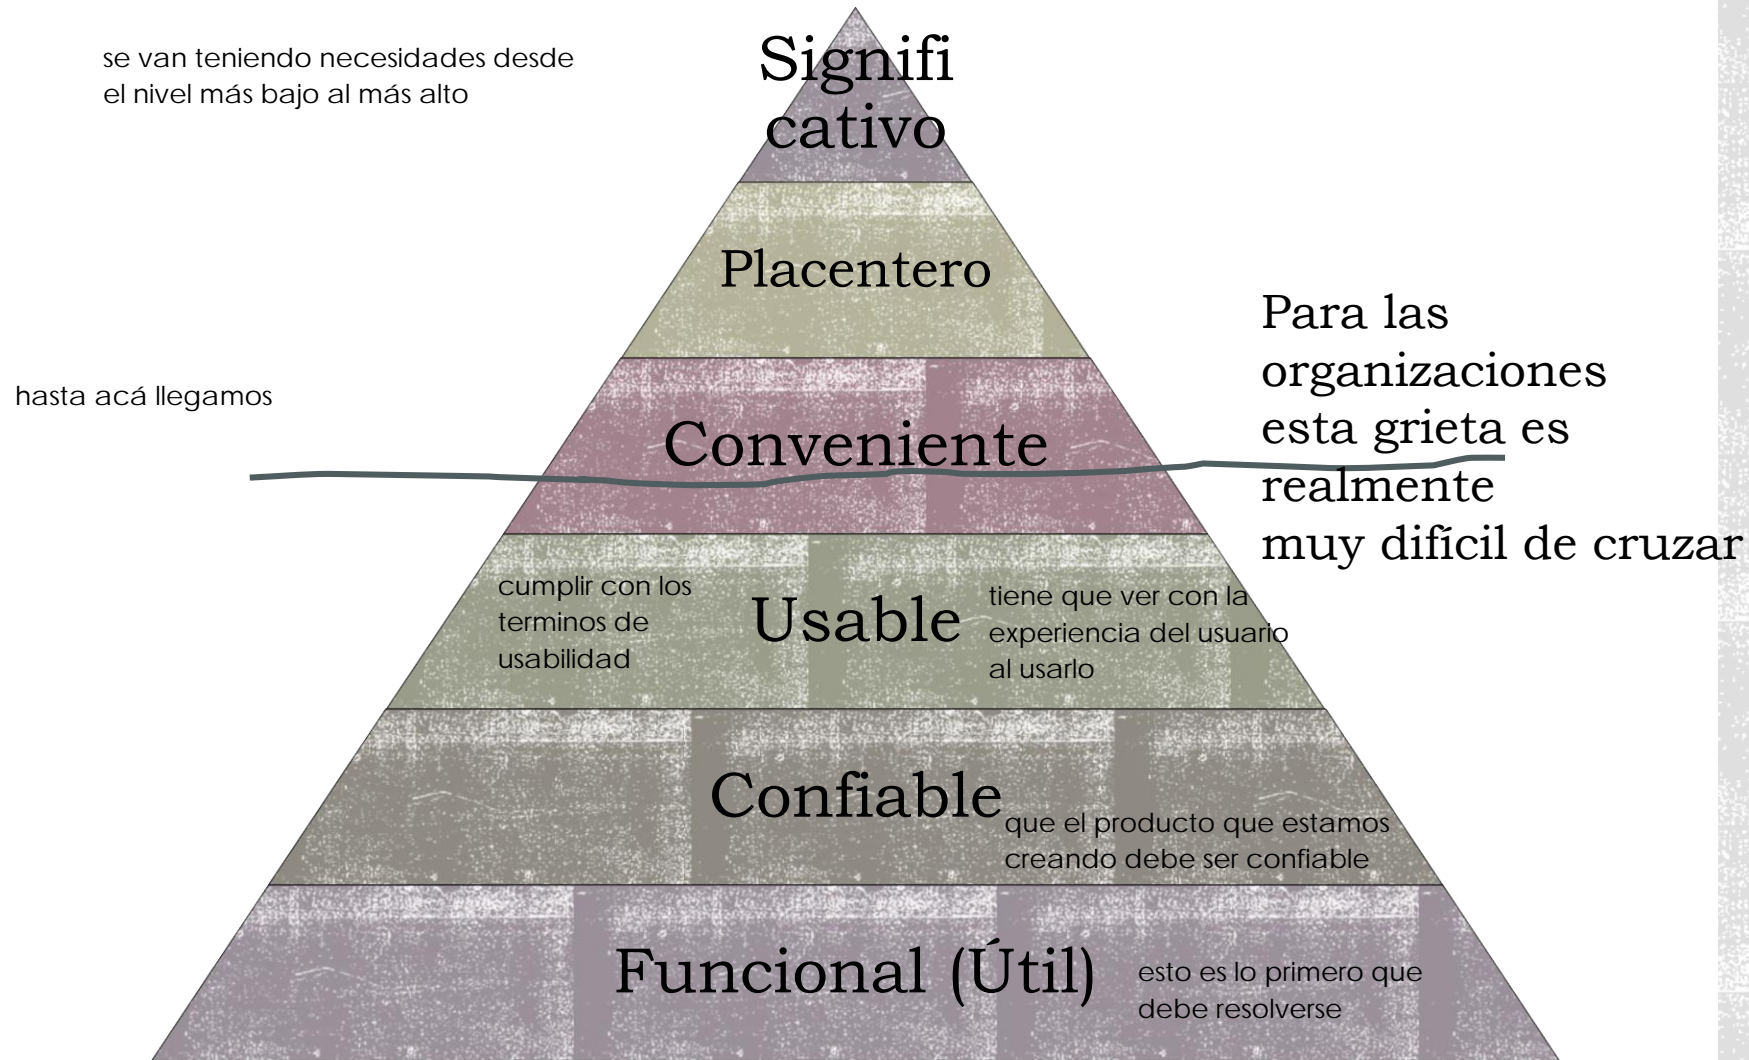 se van teniendo necesidades desde
el nivel más bajo al más alto
Signifi
cativo
Placentero
hasta acá llegamos
Conveniente
Para las
organizaciones
esta grieta es
realmente
muy difícil de cruzar
cumplir con los
terminos de
usabilidad
Usable
tiene que ver con la
experiencia del usuario
al usarlo
Confiable
que el producto que estamos
creando debe ser confiable
Funcional (Útil)
esto es lo primero que
debe resolverse